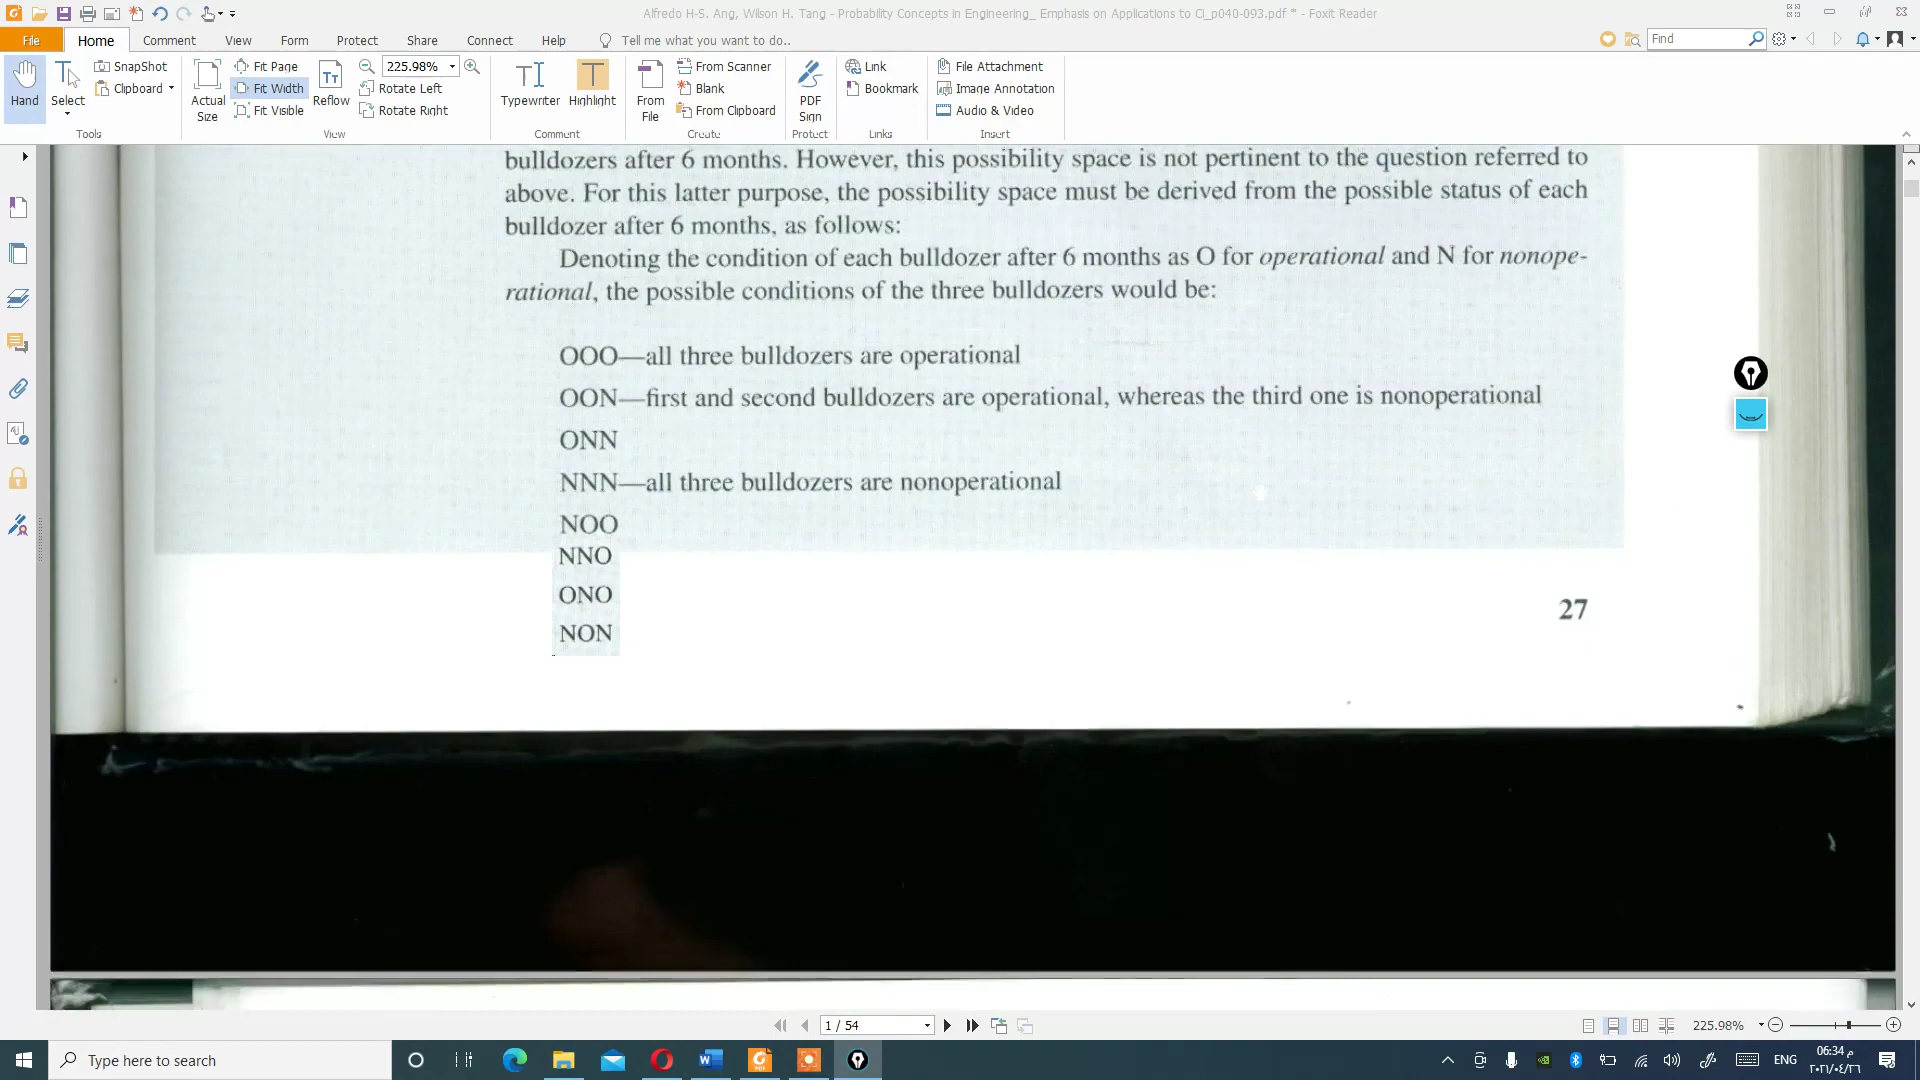 Alfredo H-S. Ang, Wilson H. Tang - Probability Concepts in Engineering_ Emphasis on Applications to Ci_p040-093.pdf * - Foxit Reader
File Home Comment View Form Protect Share Connect Help Tell me what you want to do.. Find
SnapShot Fit Page 225.98% From Scanner Link File Attachment
Clipboard Fit Width Rotate Left Blank Bookmark Image Annotation
Hand Select Actual Size Fit Visible Reflow Rotate Right Typewriter Highlight From File From Clipboard PDF Sign Audio & Video
Tools View Comment Create Protect Links Insert
bulldozers after 6 months. However, this possibility space is not pertinent to the question referred to
above. For this latter purpose, the possibility space must be derived from the possible status of each
bulldozer after 6 months, as follows:
Denoting the condition of each bulldozer after 6 months as O for operational and N for nonope-
rational, the possible conditions of the three bulldozers would be:
OOO—all three bulldozers are operational
OON—first and second bulldozers are operational, whereas the third one is nonoperational
ONN
NNN—all three bulldozers are nonoperational
NOO
NNO
ONO
NON
27
1 / 54 225.98%
Type here to search ENG 06:34 م
٢٠٢١/٠٤/٢٦